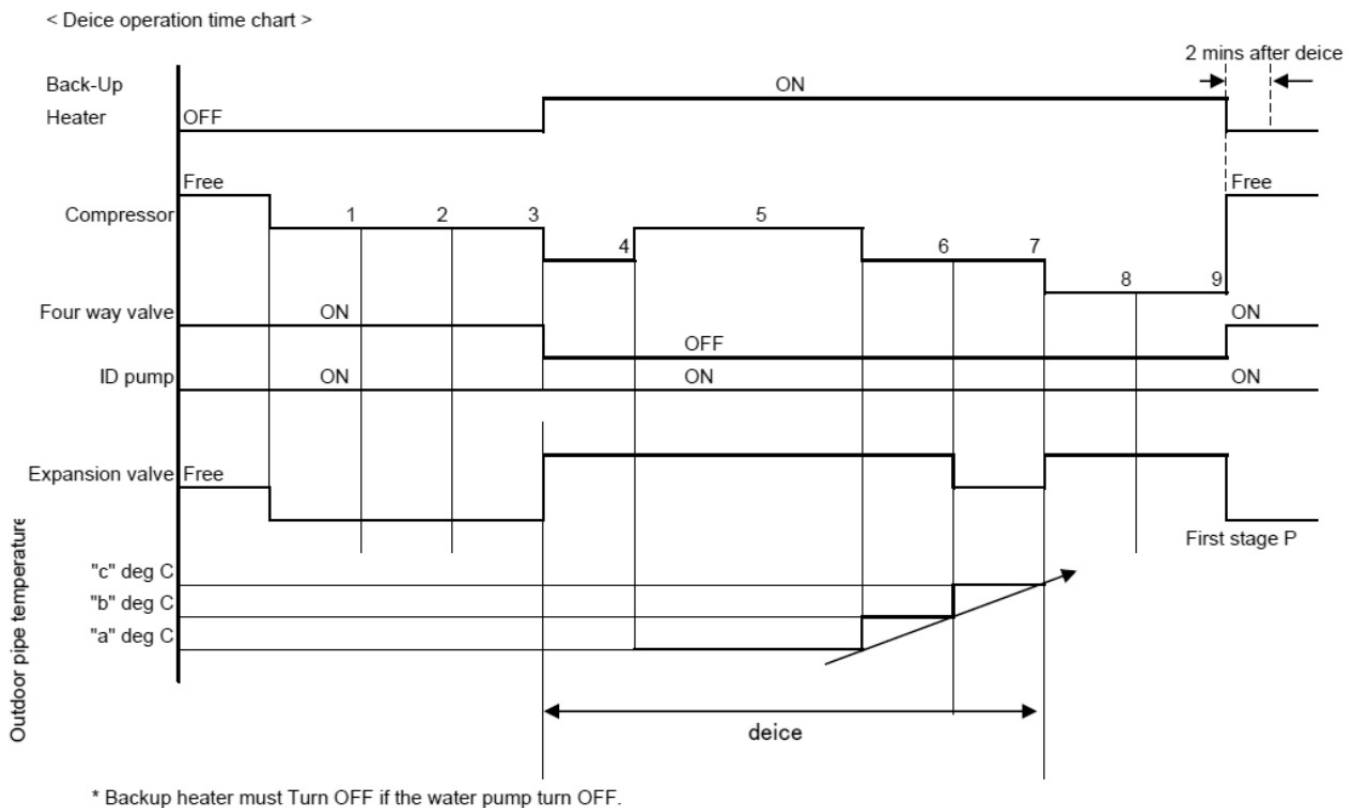 < Deice operation time chart >
2 mins after deice
Back-Up
Heater
ON
OFF
Free
Free
Compressor
1
2
3
4
5
6
7
8
9
Four way valve
ON
OFF
ON
ID pump
ON
ON
ON
Expansion valve
Free
First stage P
Outdoor pipe temperature
"c" deg C
"b" deg C
"a" deg C
deice
* Backup heater must Turn OFF if the water pump turn OFF.